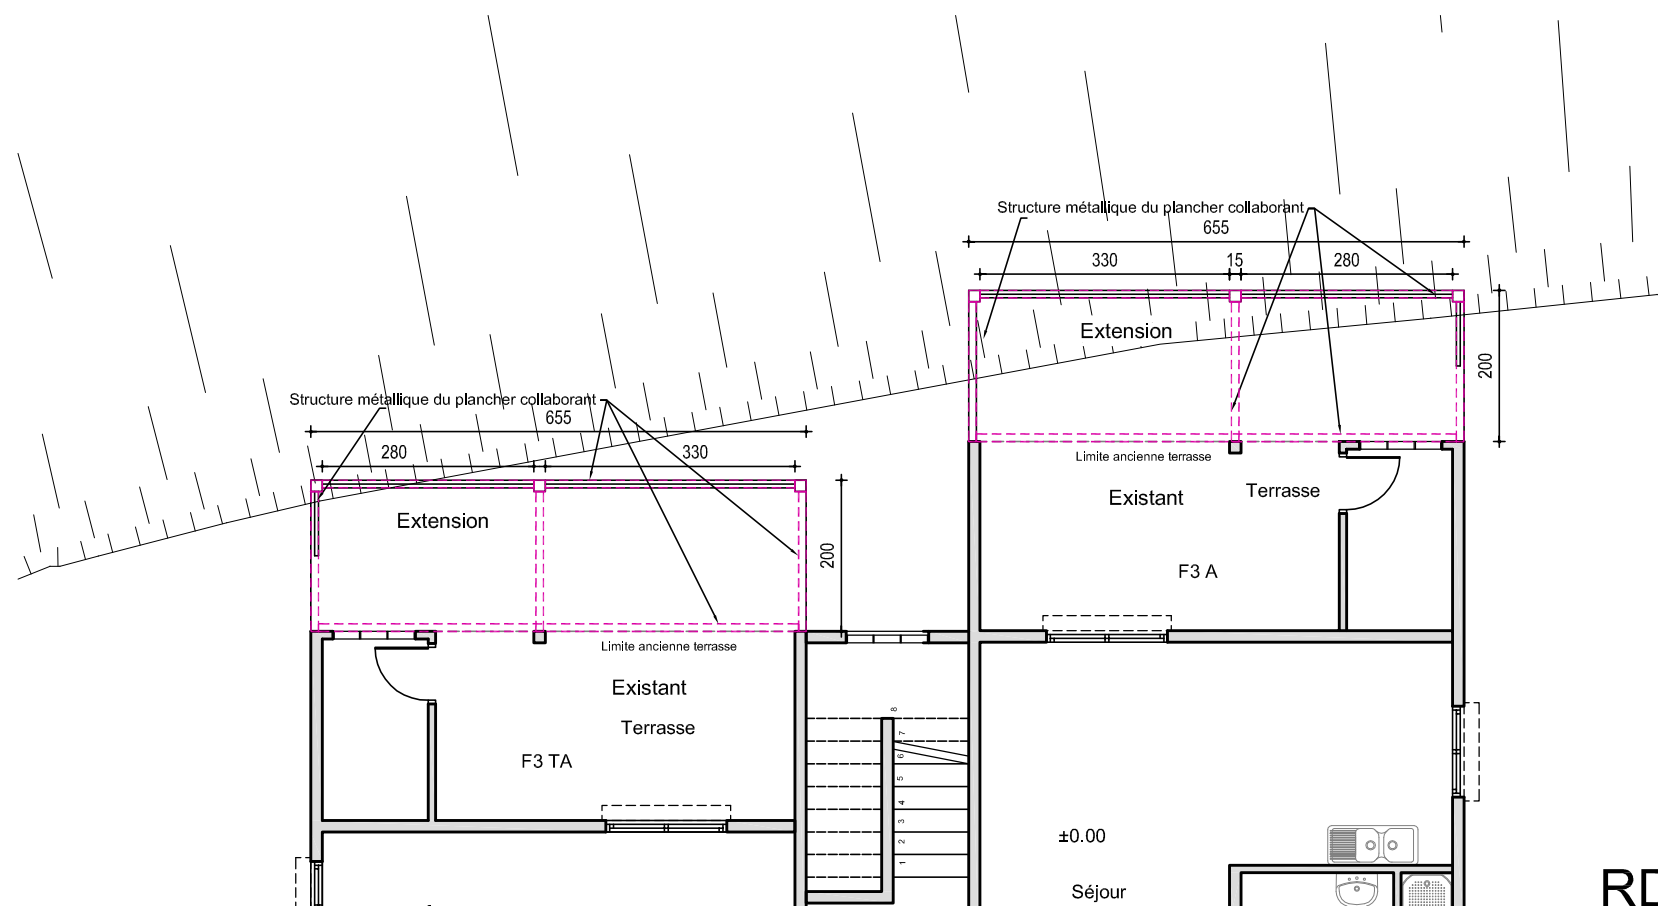 Structure métallique du plancher collaborant
655
330 15 280
Extension
200
Limite ancienne terrasse
Existant
Terrasse
F3 A
Structure métallique du plancher collaborant
655
280 330
Extension
200
Limite ancienne terrasse
Existant
Terrasse
F3 TA
8
7
6
5
4
3
2
1
±0.00
Séjour
RD